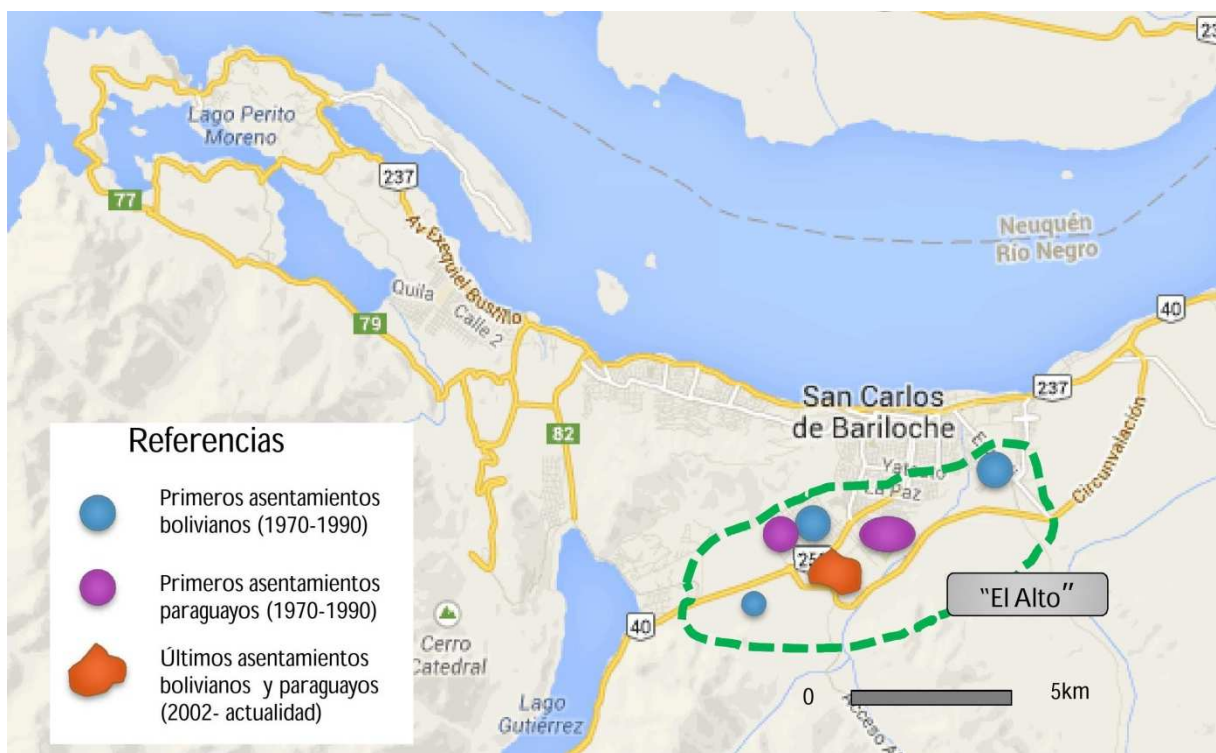 Lago Perito
Moreno
237
77
Av. Exequiel Bustillo
Quila
Calle 2
79
82
Neuquén
Río Negro
40
237
Circunvalación
San Carlos
de Bariloche
La Paz
"El Alto"
40
Cerro
Catedral
Lago
Gutiérrez
0
5km
Referencias
Primeros asentamientos
bolivianos (1970-1990)
Primeros asentamientos
paraguayos (1970-1990)
Últimos asentamientos
bolivianos y paraguayos
(2002- actualidad)